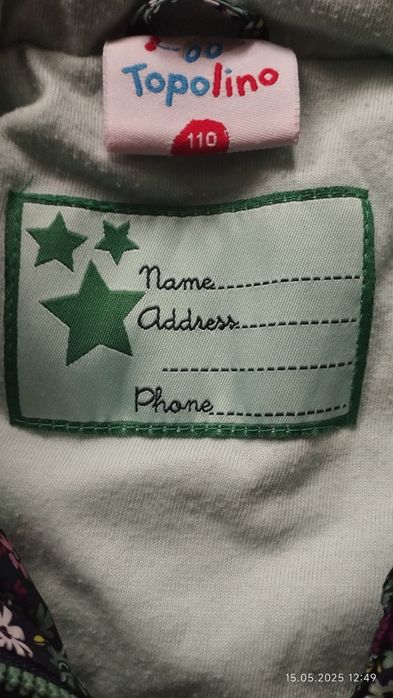 Topolino
110
Name
Address
Phone
15.05.2025 12:49